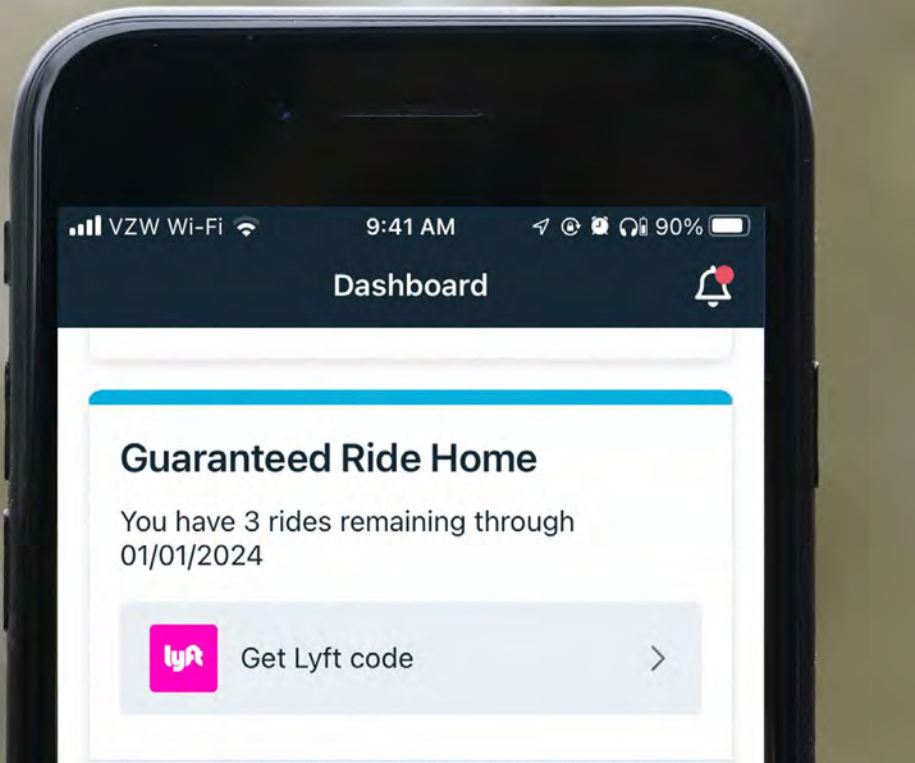 VZW Wi-Fi 9:41 AM 90%
Dashboard
Guaranteed Ride Home
You have 3 rides remaining through
01/01/2024
lyft Get Lyft code